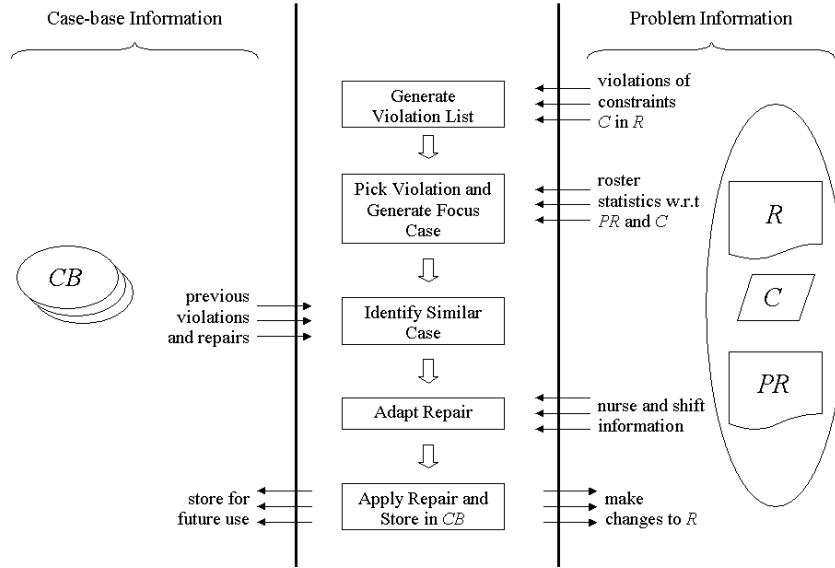 Case-base Information
Problem Information
Generate
Violation List
violations of
constraints
C in R
Pick Violation and
Generate Focus
Case
roster
statistics w.r.t
PR and C
R
CB
C
previous
violations
and repairs
Identify Similar
Case
PR
Adapt Repair
nurse and shift
information
store for
future use
Apply Repair and
Store in CB
make
changes to R